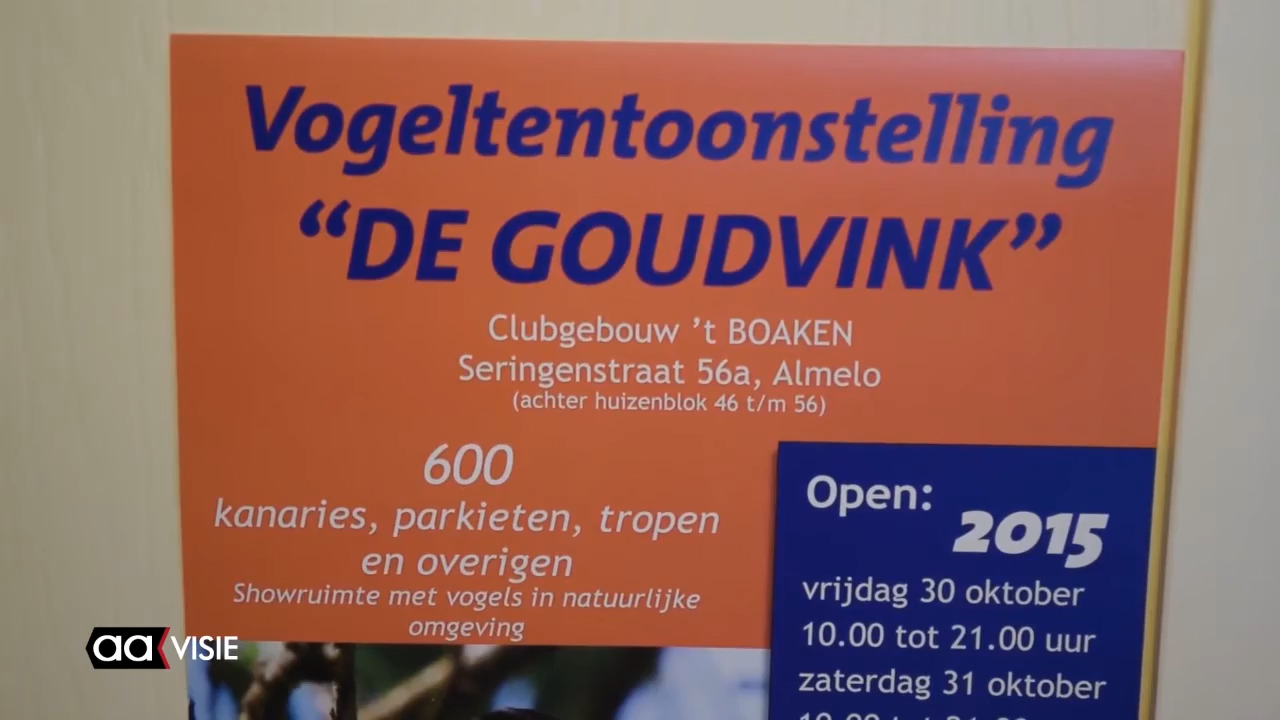 Vogeltentoonstelling
“DE GOUDVINK”
Clubgebouw ’t BOAKEN
Seringenstraat 56a, Almelo
(achter huizenblok 46 t/m 56)
600
kanaries, parkieten, tropen
en overigen
Showruimte met vogels in natuurlijke
omgeving
Open:
2015
vrijdag 30 oktober
10.00 tot 21.00 uur
zaterdag 31 oktober
aa VISIE